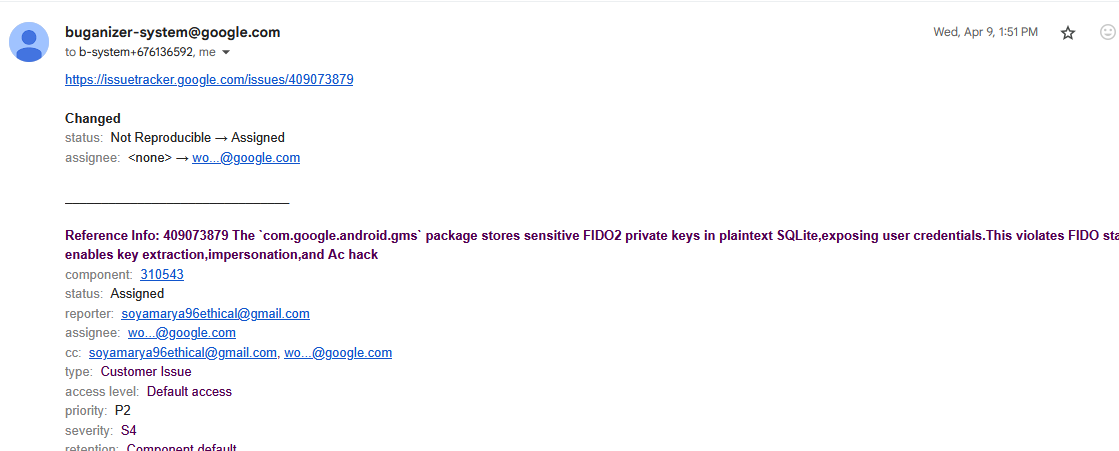 buganizer-system@google.com
Wed, Apr 9, 1:51 PM
to b-system+676136592, me
https://issuetracker.google.com/issues/409073879
Changed
status: Not Reproducible → Assigned
assignee: <none> → wo...@google.com
________________________________
Reference Info: 409073879 The `com.google.android.gms` package stores sensitive FIDO2 private keys in plaintext SQLite,exposing user credentials.This violates FIDO sta
enables key extraction,impersonation,and Ac hack
component: 310543
status: Assigned
reporter: soyamarya96ethical@gmail.com
assignee: wo...@google.com
cc: soyamarya96ethical@gmail.com, wo...@google.com
type: Customer Issue
access level: Default access
priority: P2
severity: S4
retention: Component default